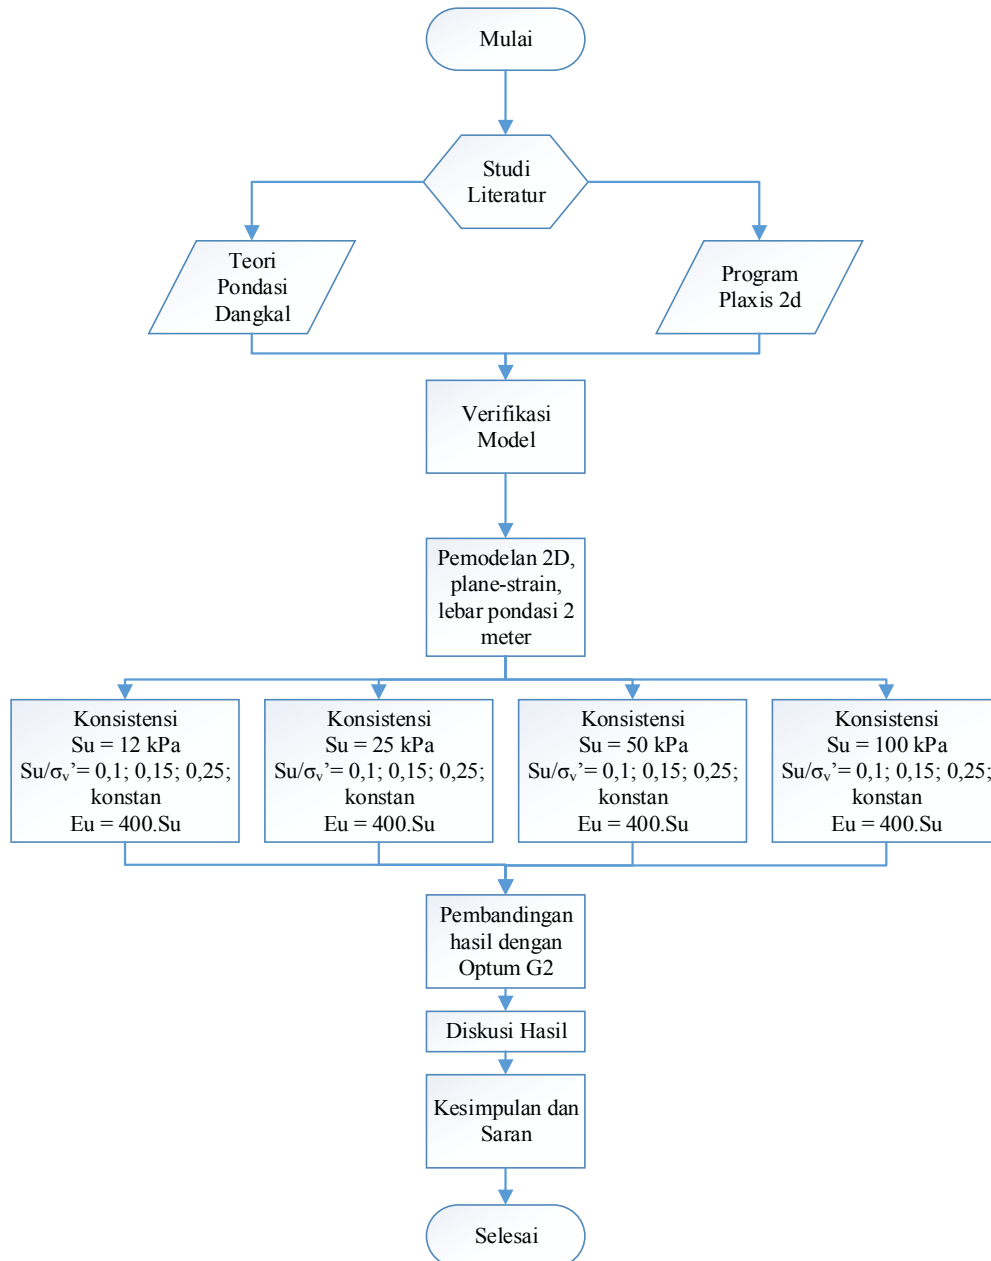 Mulai
Studi
Literatur
Teori
Pondasi
Dangkal
Program
Plaxis 2d
Verifikasi
Model
Pemodelan 2D,
plane-strain,
lebar pondasi 2
meter
Konsistensi
Su = 12 kPa
Su/σᵥ’= 0,1; 0,15; 0,25;
konstan
Eu = 400.Su
Konsistensi
Su = 25 kPa
Su/σᵥ’= 0,1; 0,15; 0,25;
konstan
Eu = 400.Su
Konsistensi
Su = 50 kPa
Su/σᵥ’= 0,1; 0,15; 0,25;
konstan
Eu = 400.Su
Konsistensi
Su = 100 kPa
Su/σᵥ’= 0,1; 0,15; 0,25;
konstan
Eu = 400.Su
Pembandingan
hasil dengan
Optum G2
Diskusi Hasil
Kesimpulan dan
Saran
Selesai